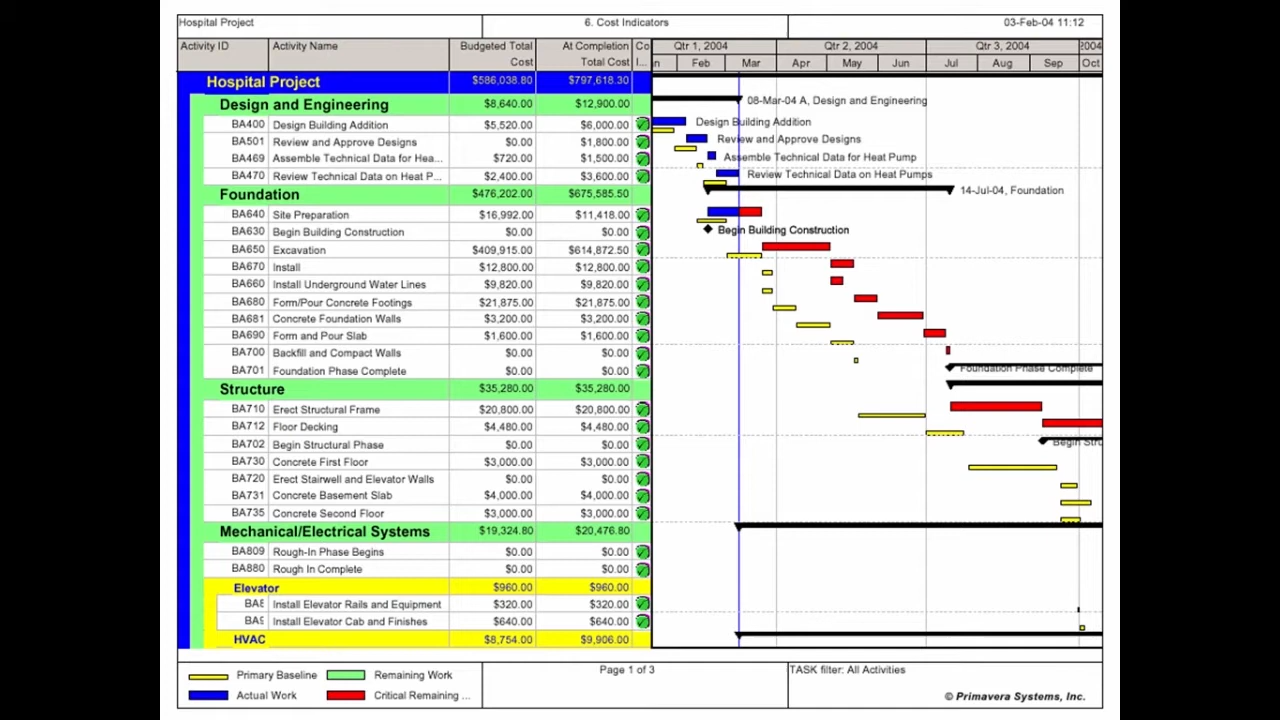 Hospital Project 6. Cost Indicators 03-Feb-04 11:12
Activity ID Activity Name Budgeted Total Cost At Completion Total Cost Co I... Qtr 1, 2004 Qtr 2, 2004 Qtr 3, 2004 2004
Feb Mar Apr May Jun Jul Aug Sep Oct
Hospital Project $586,038.80 $797,618.30
Design and Engineering $8,640.00 $12,900.00 08-Mar-04 A, Design and Engineering
BA400 Design Building Addition $5,520.00 $6,000.00 Design Building Addition
BA501 Review and Approve Designs $0.00 $1,800.00 Review and Approve Designs
BA469 Assemble Technical Data for Hea... $720.00 $1,500.00 Assemble Technical Data for Heat Pump
BA470 Review Technical Data on Heat P... $2,400.00 $3,600.00 Review Technical Data on Heat Pumps
Foundation $476,202.00 $675,585.50 14-Jul-04, Foundation
BA640 Site Preparation $16,992.00 $11,418.00
BA630 Begin Building Construction $0.00 $0.00 Begin Building Construction
BA650 Excavation $409,915.00 $614,872.50
BA670 Install $12,800.00 $12,800.00
BA660 Install Underground Water Lines $9,820.00 $9,820.00
BA680 Form/Pour Concrete Footings $21,875.00 $21,875.00
BA681 Concrete Foundation Walls $3,200.00 $3,200.00
BA690 Form and Pour Slab $1,600.00 $1,600.00
BA700 Backfill and Compact Walls $0.00 $0.00
BA701 Foundation Phase Complete $0.00 $0.00 Foundation Phase Complete
Structure $35,280.00 $35,280.00
BA710 Erect Structural Frame $20,800.00 $20,800.00
BA712 Floor Decking $4,480.00 $4,480.00
BA702 Begin Structural Phase $0.00 $0.00 Begin Stru
BA730 Concrete First Floor $3,000.00 $3,000.00
BA720 Erect Stairwell and Elevator Walls $0.00 $0.00
BA731 Concrete Basement Slab $4,000.00 $4,000.00
BA735 Concrete Second Floor $3,000.00 $3,000.00
Mechanical/Electrical Systems $19,324.80 $20,476.80
BA809 Rough-In Phase Begins $0.00 $0.00
BA880 Rough In Complete $0.00 $0.00
Elevator $960.00 $960.00
Install Elevator Rails and Equipment $320.00 $320.00
Install Elevator Cab and Finishes $640.00 $640.00
HVAC $8,754.00 $9,906.00
Primary Baseline Remaining Work Page 1 of 3 TASK filter: All Activities
Actual Work Critical Remaining ... © Primavera Systems, Inc.